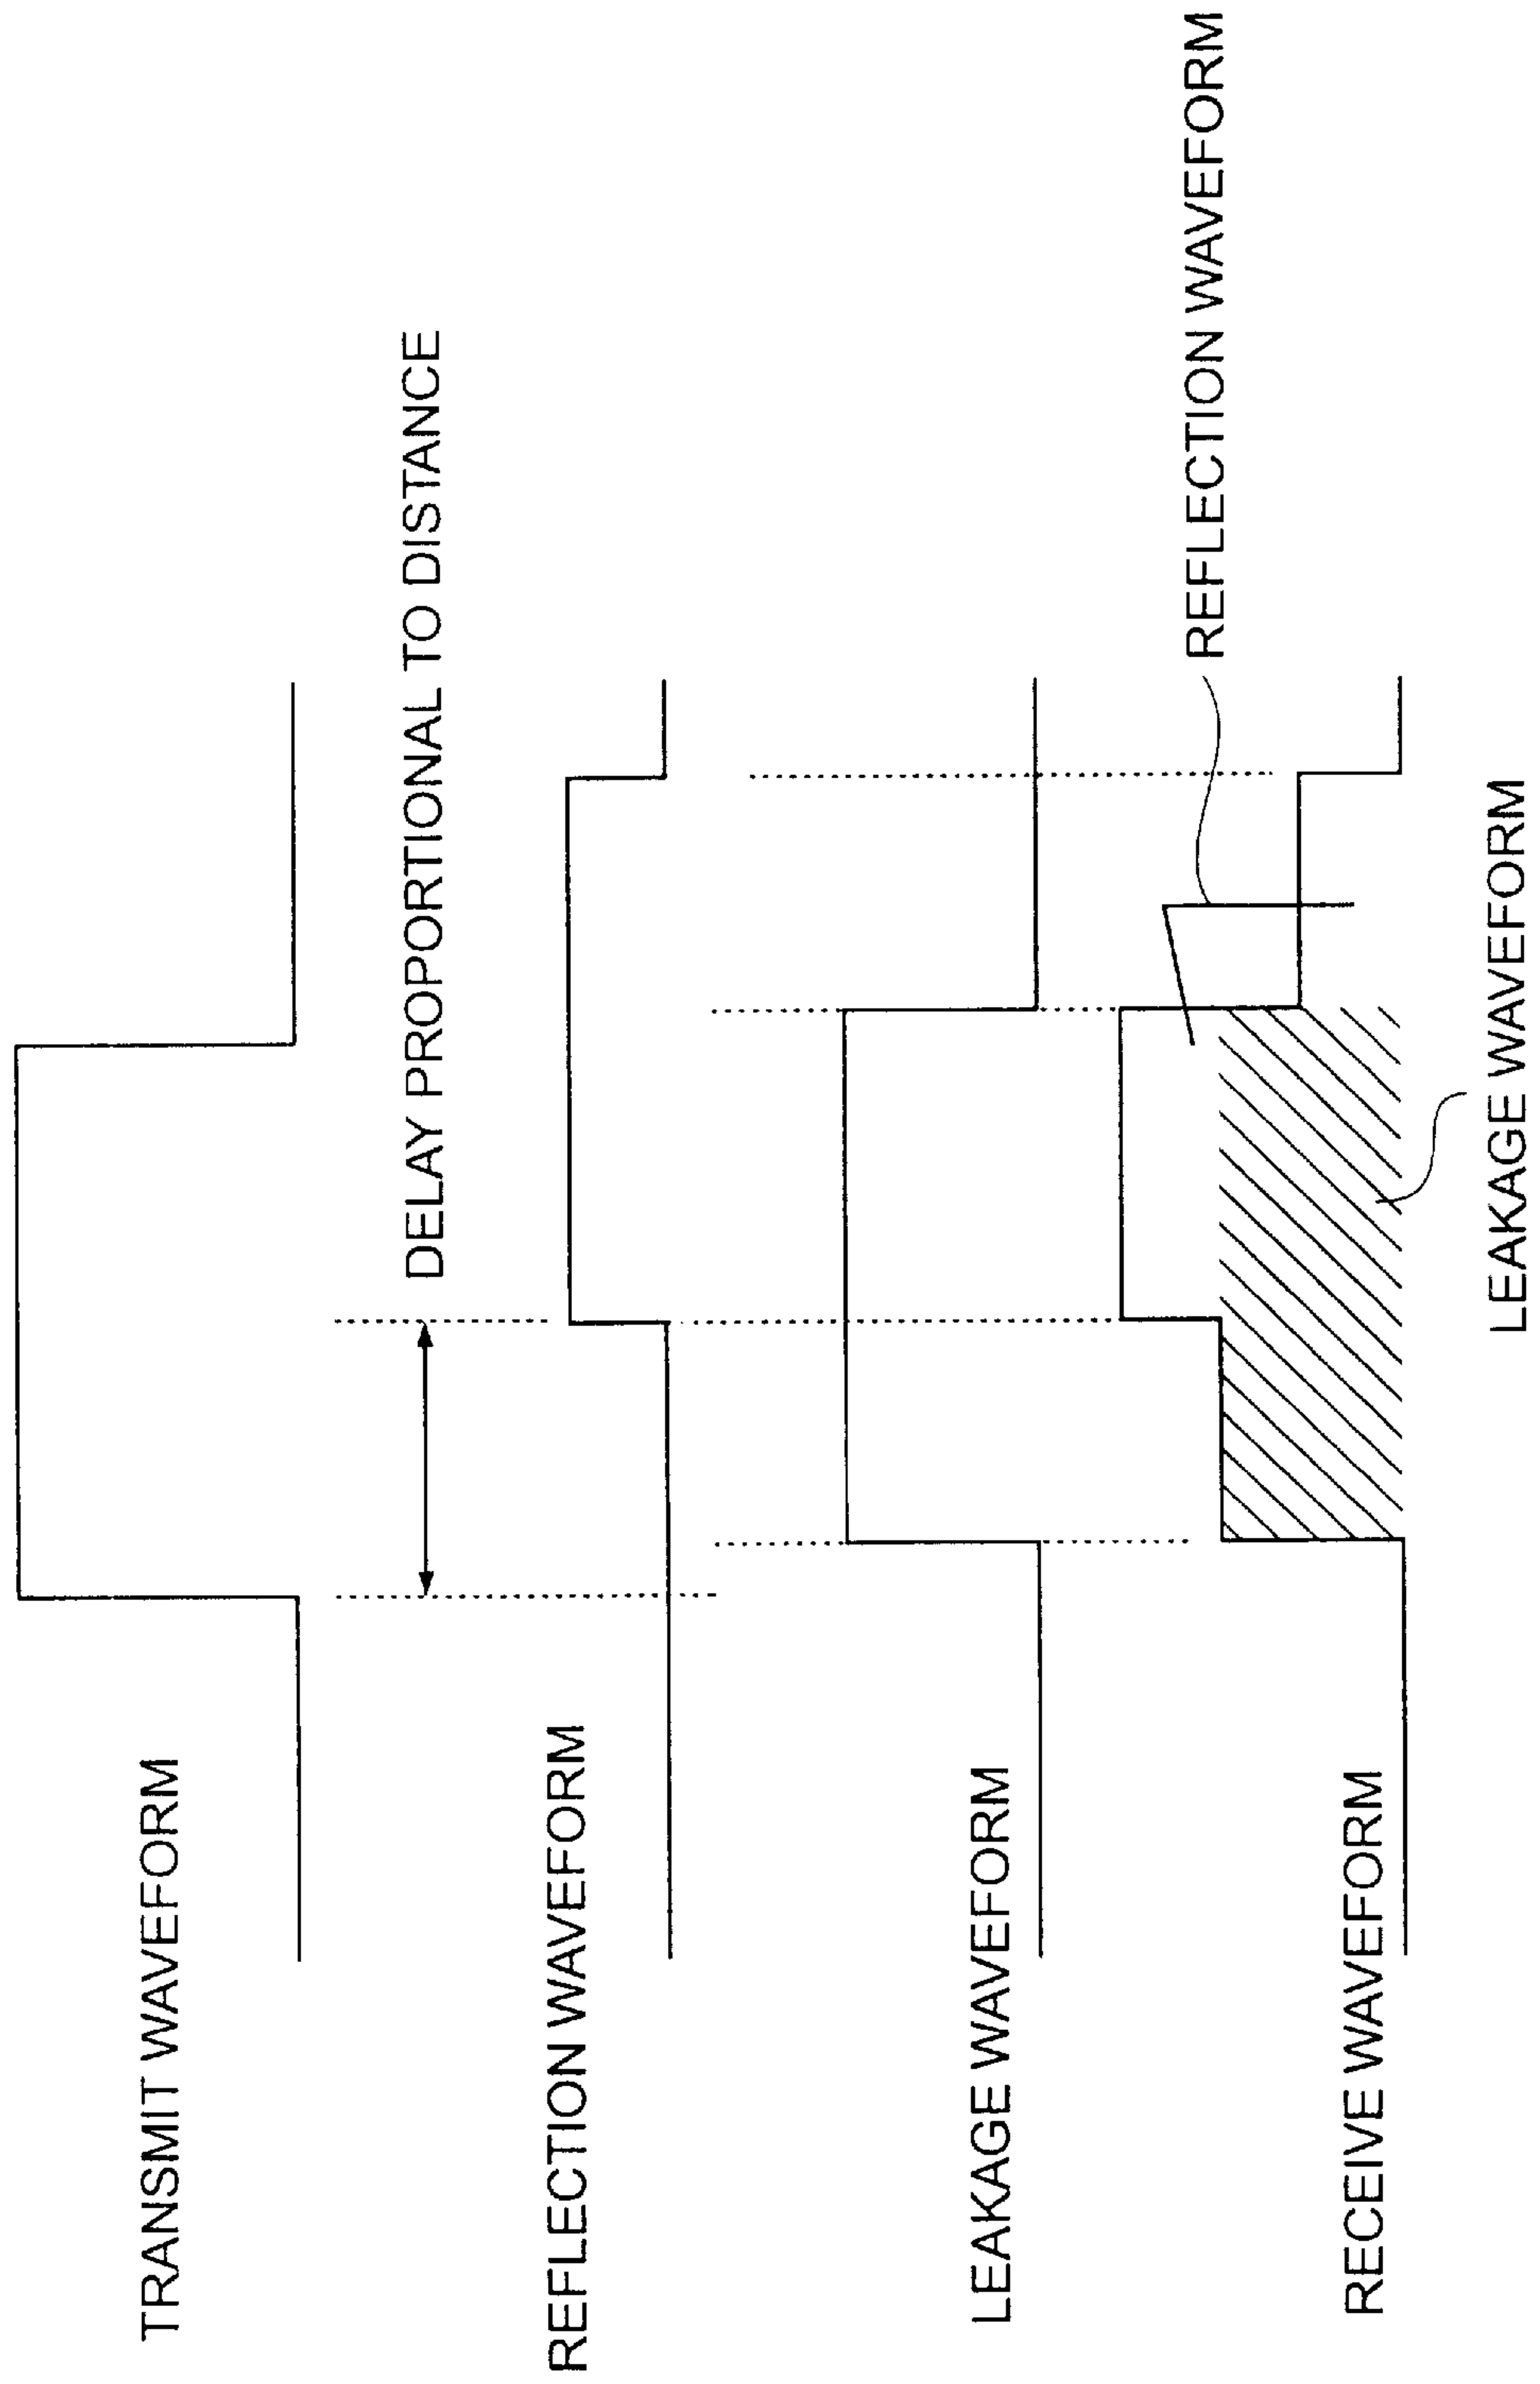 TRANSMIT WAVEFORM
DELAY PROPORTIONAL TO DISTANCE
REFLECTION WAVEFORM
LEAKAGE WAVEFORM
REFLECTION WAVEFORM
RECEIVE WAVEFORM
LEAKAGE WAVEFORM